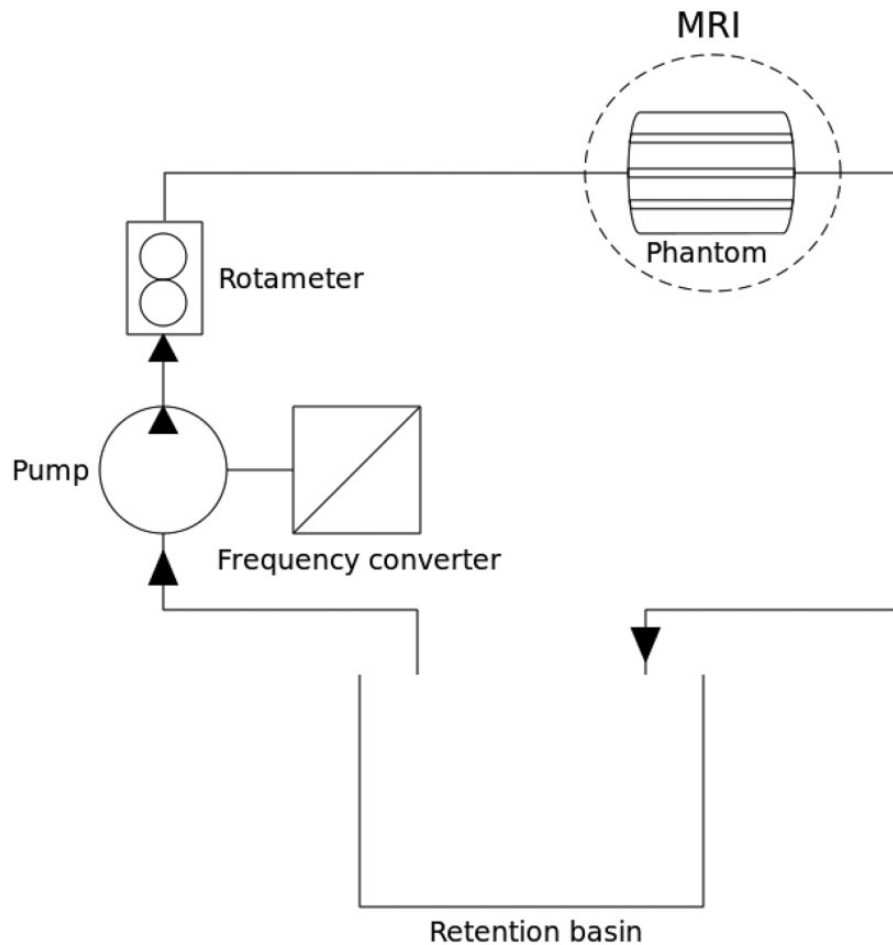 MRI
Phantom
Rotameter
Pump
Frequency converter
Retention basin